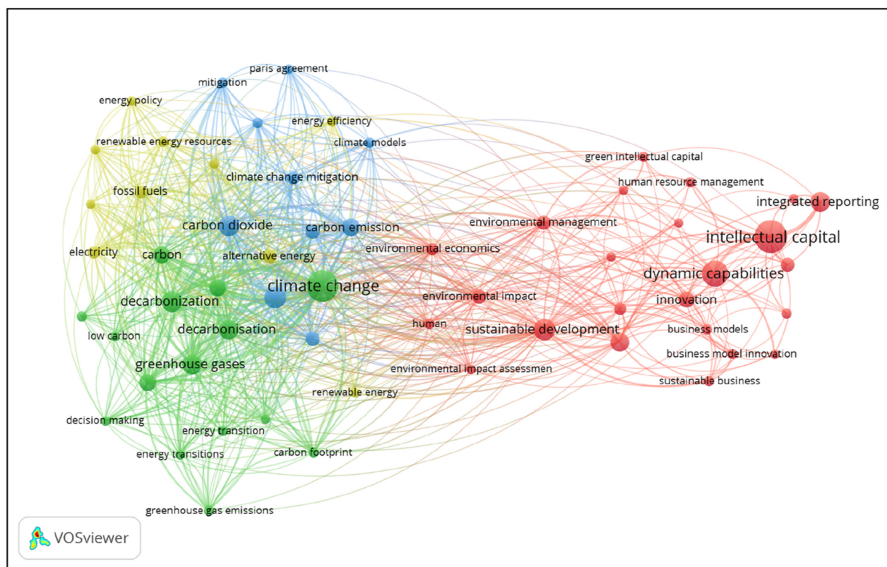 paris agreement
mitigation
energy policy
energy efficiency
renewable energy resources
climate models
green intellectual capital
climate change mitigation
human resource management
fossil fuels
integrated reporting
carbon dioxide
carbon emission
environmental management
intellectual capital
environmental economics
electricity
carbon
alternative energy
dynamic capabilities
climate change
decarbonization
environmental impact
innovation
human
decarbonisation
sustainable development
business models
low carbon
business model innovation
greenhouse gases
environmental impact assessmen
sustainable business
renewable energy
decision making
energy transition
energy transitions
carbon footprint
greenhouse gas emissions
VOSviewer